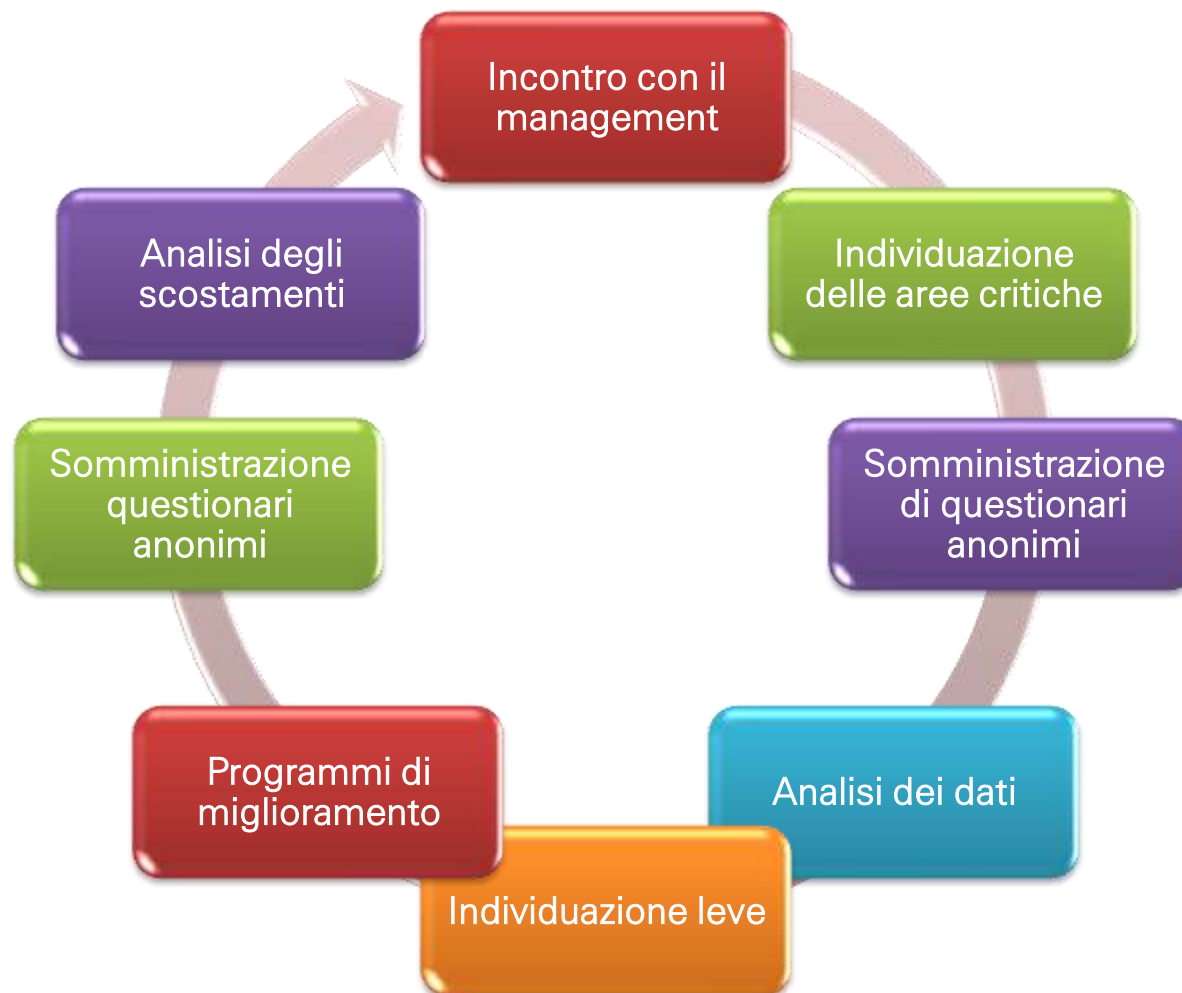 Incontro con il
management
Individuazione
delle aree critiche
Somministrazione
di questionari
anonimi
Analisi dei dati
Individuazione leve
Programmi di
miglioramento
Somministrazione
questionari
anonimi
Analisi degli
scostamenti